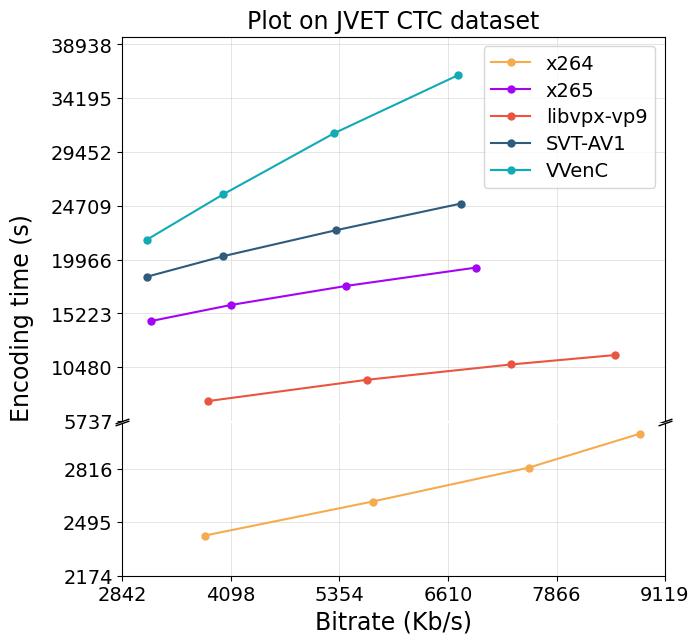 Plot on JVET CTC dataset
38938
34195
29452
24709
19966
15223
10480
5737
2816
2495
2174
Encoding time (s)
x264
x265
libvpx-vp9
SVT-AV1
VVenC
2842 4098 5354 6610 7866 9119
Bitrate (Kb/s)